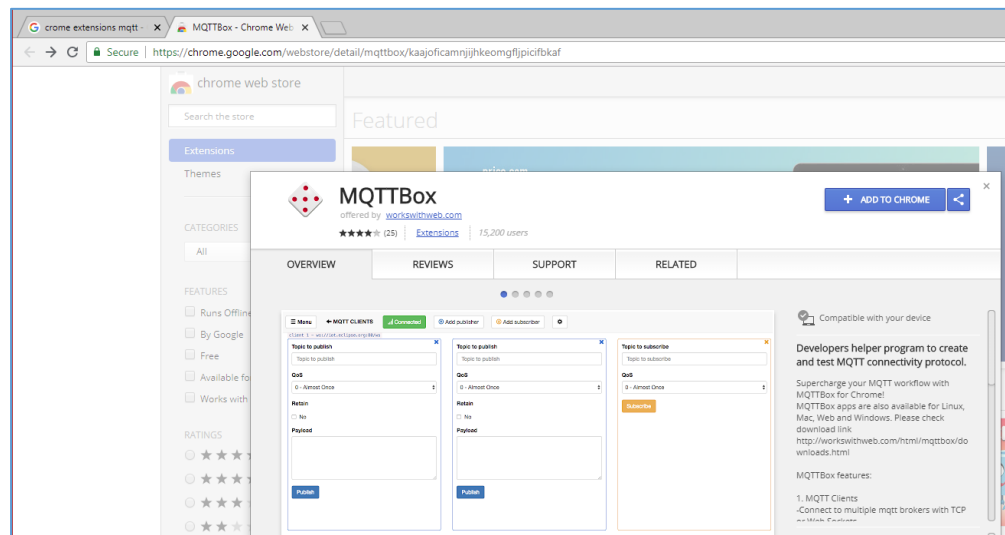 crome extensions mqtt -
MQTTBox - Chrome Web
Secure
https://chrome.google.com/webstore/detail/mqttbox/kaajoficamnjijhkeomgfljpicifbkaf
chrome web store
Search the store
Featured
Extensions
Themes
CATEGORIES
All
FEATURES
Runs Offline
By Google
Free
Available fo
Works with
RATINGS
MQTTBox
offered by workswithweb.com
(25) Extensions 15,200 users
+ ADD TO CHROME
OVERVIEW REVIEWS SUPPORT RELATED
Menu MQTT CLIENTS Connected Add publisher Add subscriber
Topic to publish
Topic to publish
QoS
0 - Almost Once
Retain
No
Payload
Publish
Topic to publish
Topic to publish
QoS
0 - Almost Once
Retain
No
Payload
Publish
Topic to subscribe
Topic to subscribe
QoS
0 - Almost Once
Subscribe
Compatible with your device
Developers helper program to create
and test MQTT connectivity protocol.
Supercharge your MQTT workflow with
MQTTBox for Chrome!
MQTTBox apps are also available for Linux,
Mac, Web and Windows. Please check
download link
http://workswithweb.com/html/mqttbox/do
wnloads.html
MQTTBox features:
1. MQTT Clients
-Connect to multiple mqtt brokers with TCP
or Web Sockets